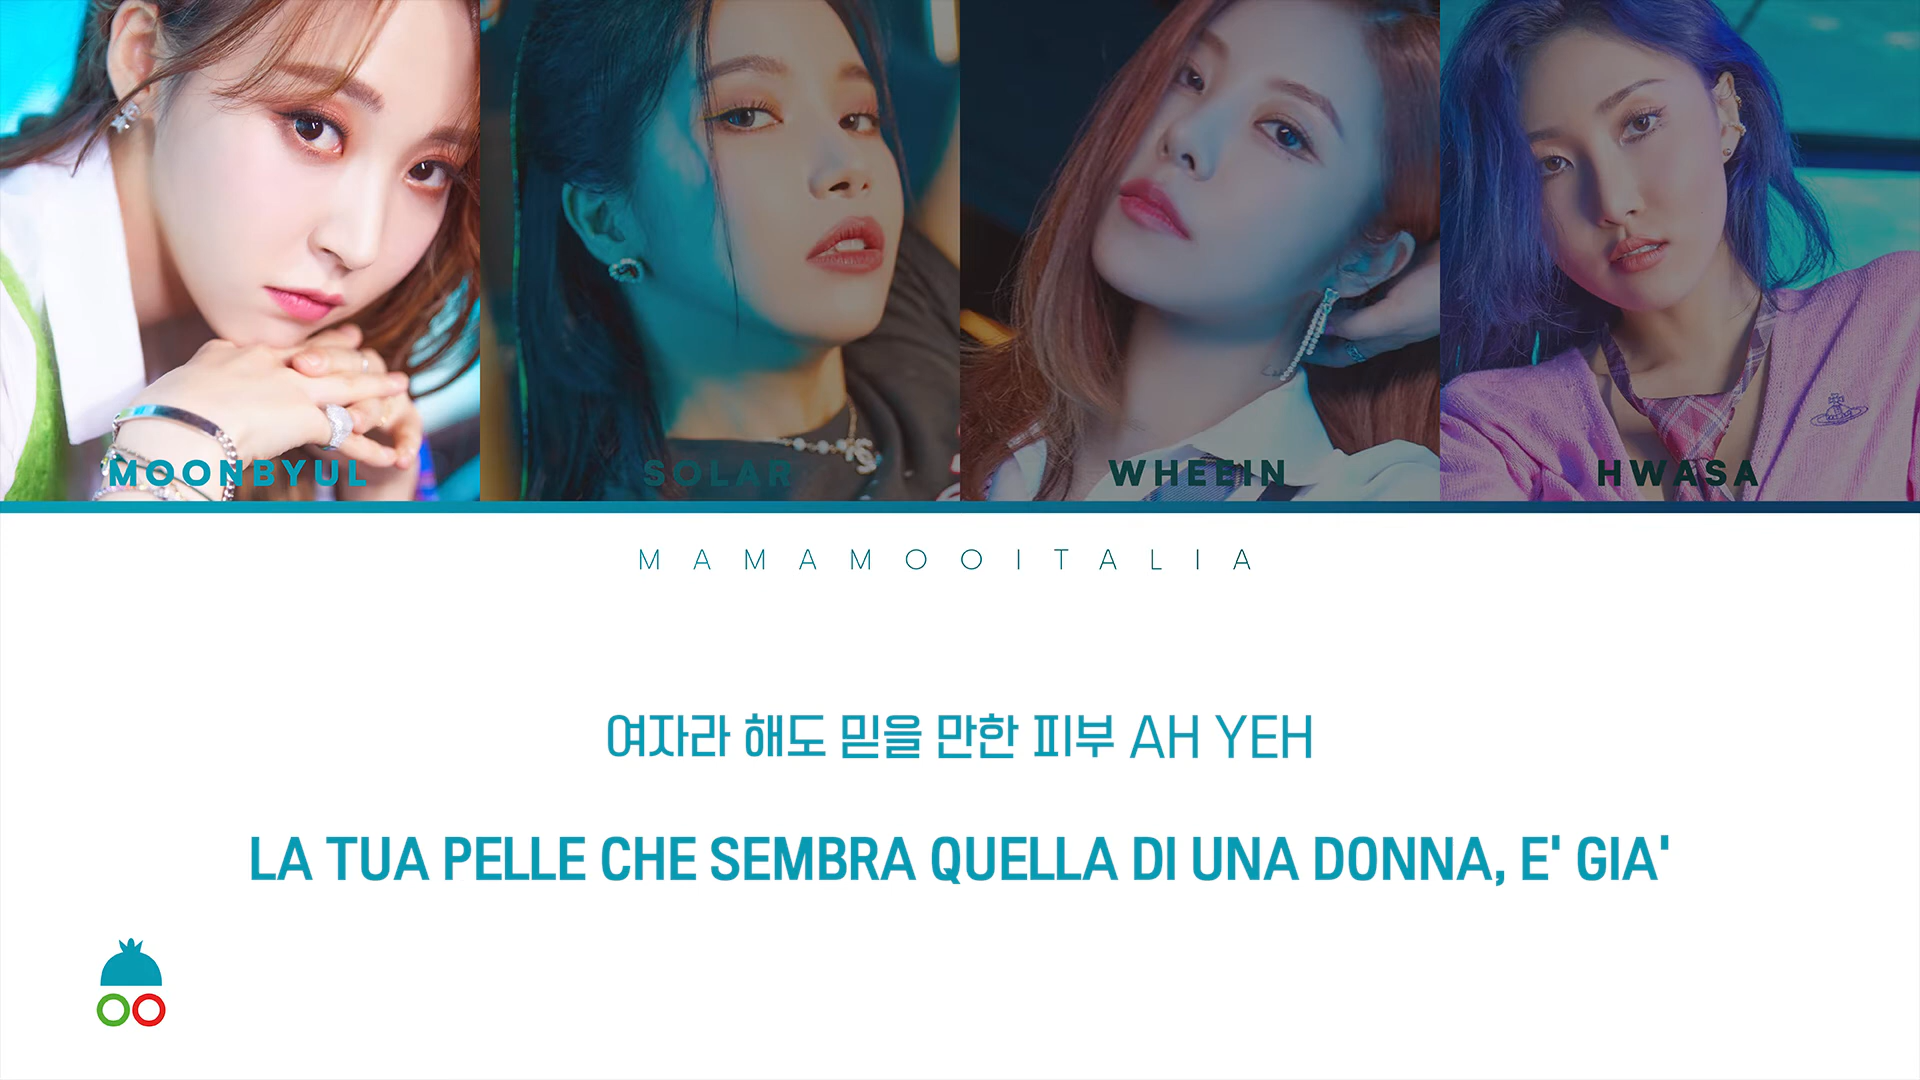 MOONBYUL
SOLAR
WHEEIN
HWASA
MAMAMOOITALIA
여자라 해도 믿을 만한 피부 AH YEH
LA TUA PELLE CHE SEMBRA QUELLA DI UNA DONNA, E' GIA'